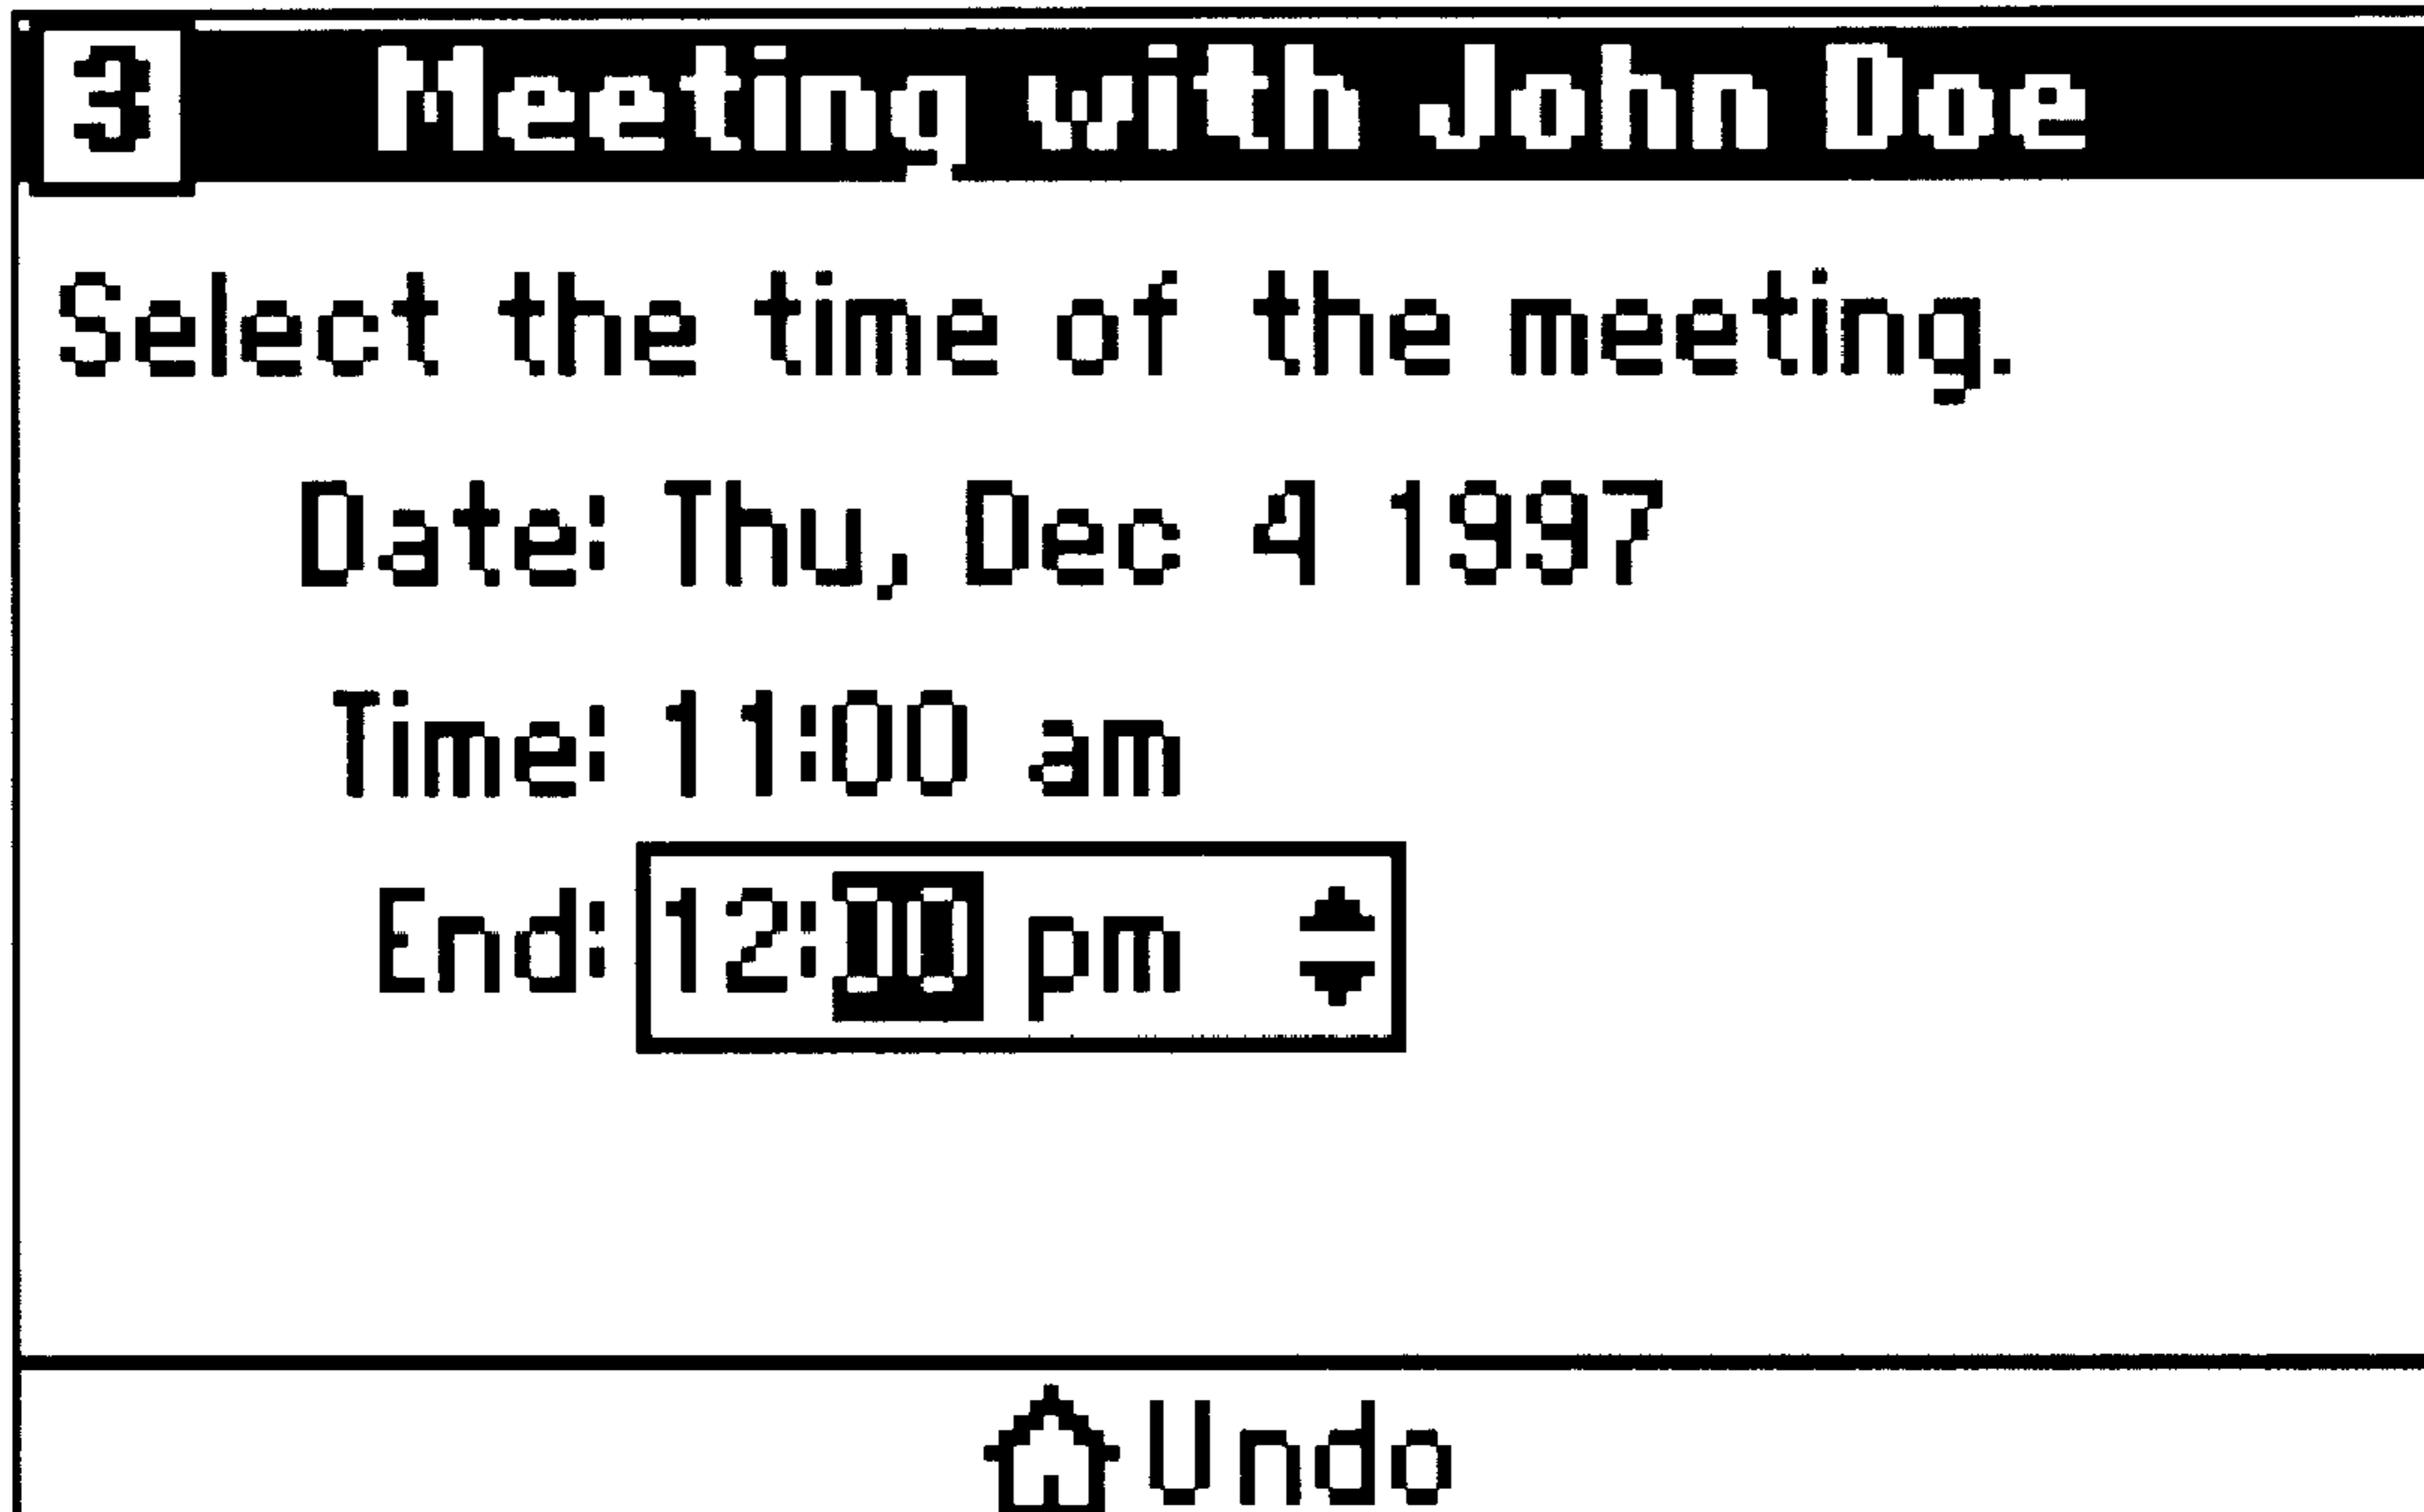 3 Meeting with John Doe
Select the time of the meeting.
Date: Thu, Dec 4 1997
Time: 11:00 am
End: 12:00 pm
Undo